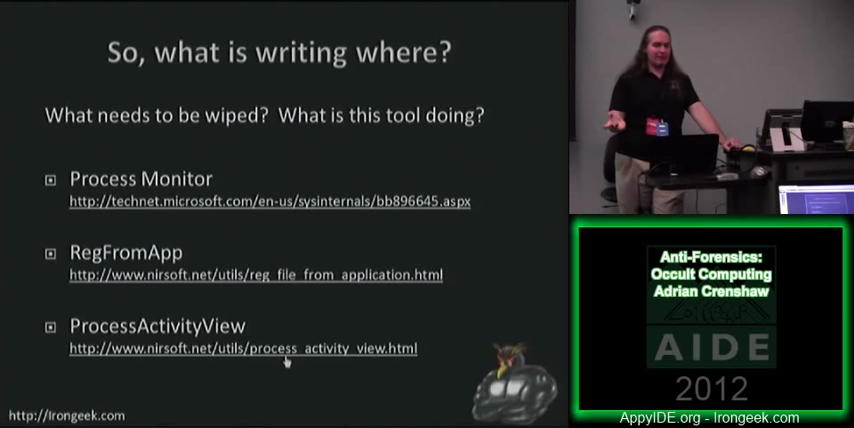 So, what is writing where?
What needs to be wiped? What is this tool doing?
Process Monitor
http://technet.microsoft.com/en-us/sysinternals/bb896645.aspx
RegFromApp
http://www.nirsoft.net/utils/reg_file_from_application.html
ProcessActivityView
http://www.nirsoft.net/utils/process_activity_view.html
http://Irongeek.com
Anti-Forensics:
Occult Computing
Adrian Crenshaw
AIDE
2012
AppyIDE.org - Irongeek.com